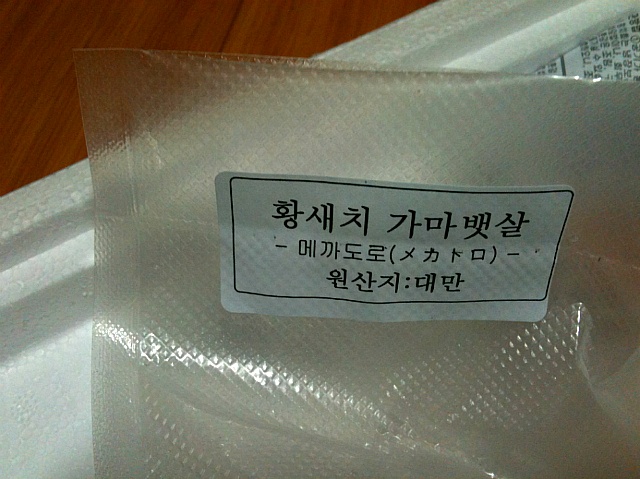 황새치 가마뱃살
- 메까도로(メカトロ) -
원산지:대만